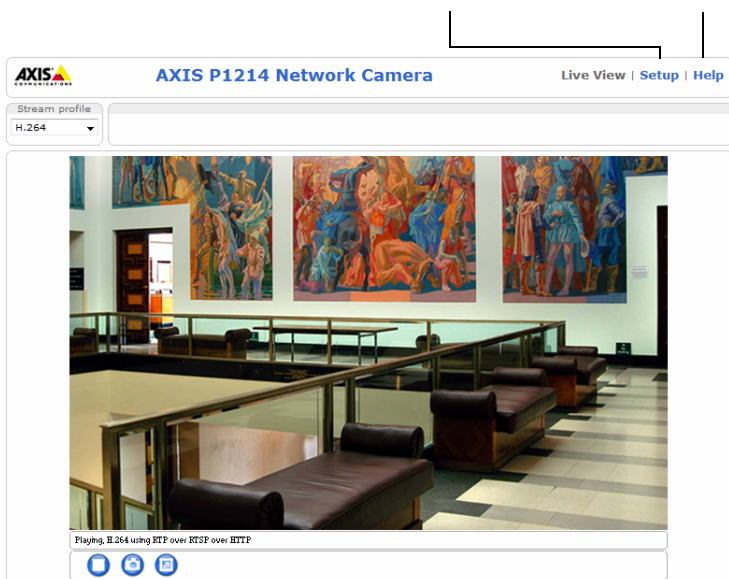 AXIS
COMMUNICATIONS
AXIS P1214 Network Camera
Live View | Setup | Help
Stream profile
H.264
Playing, H.264 using RTP over RTSP over HTTP